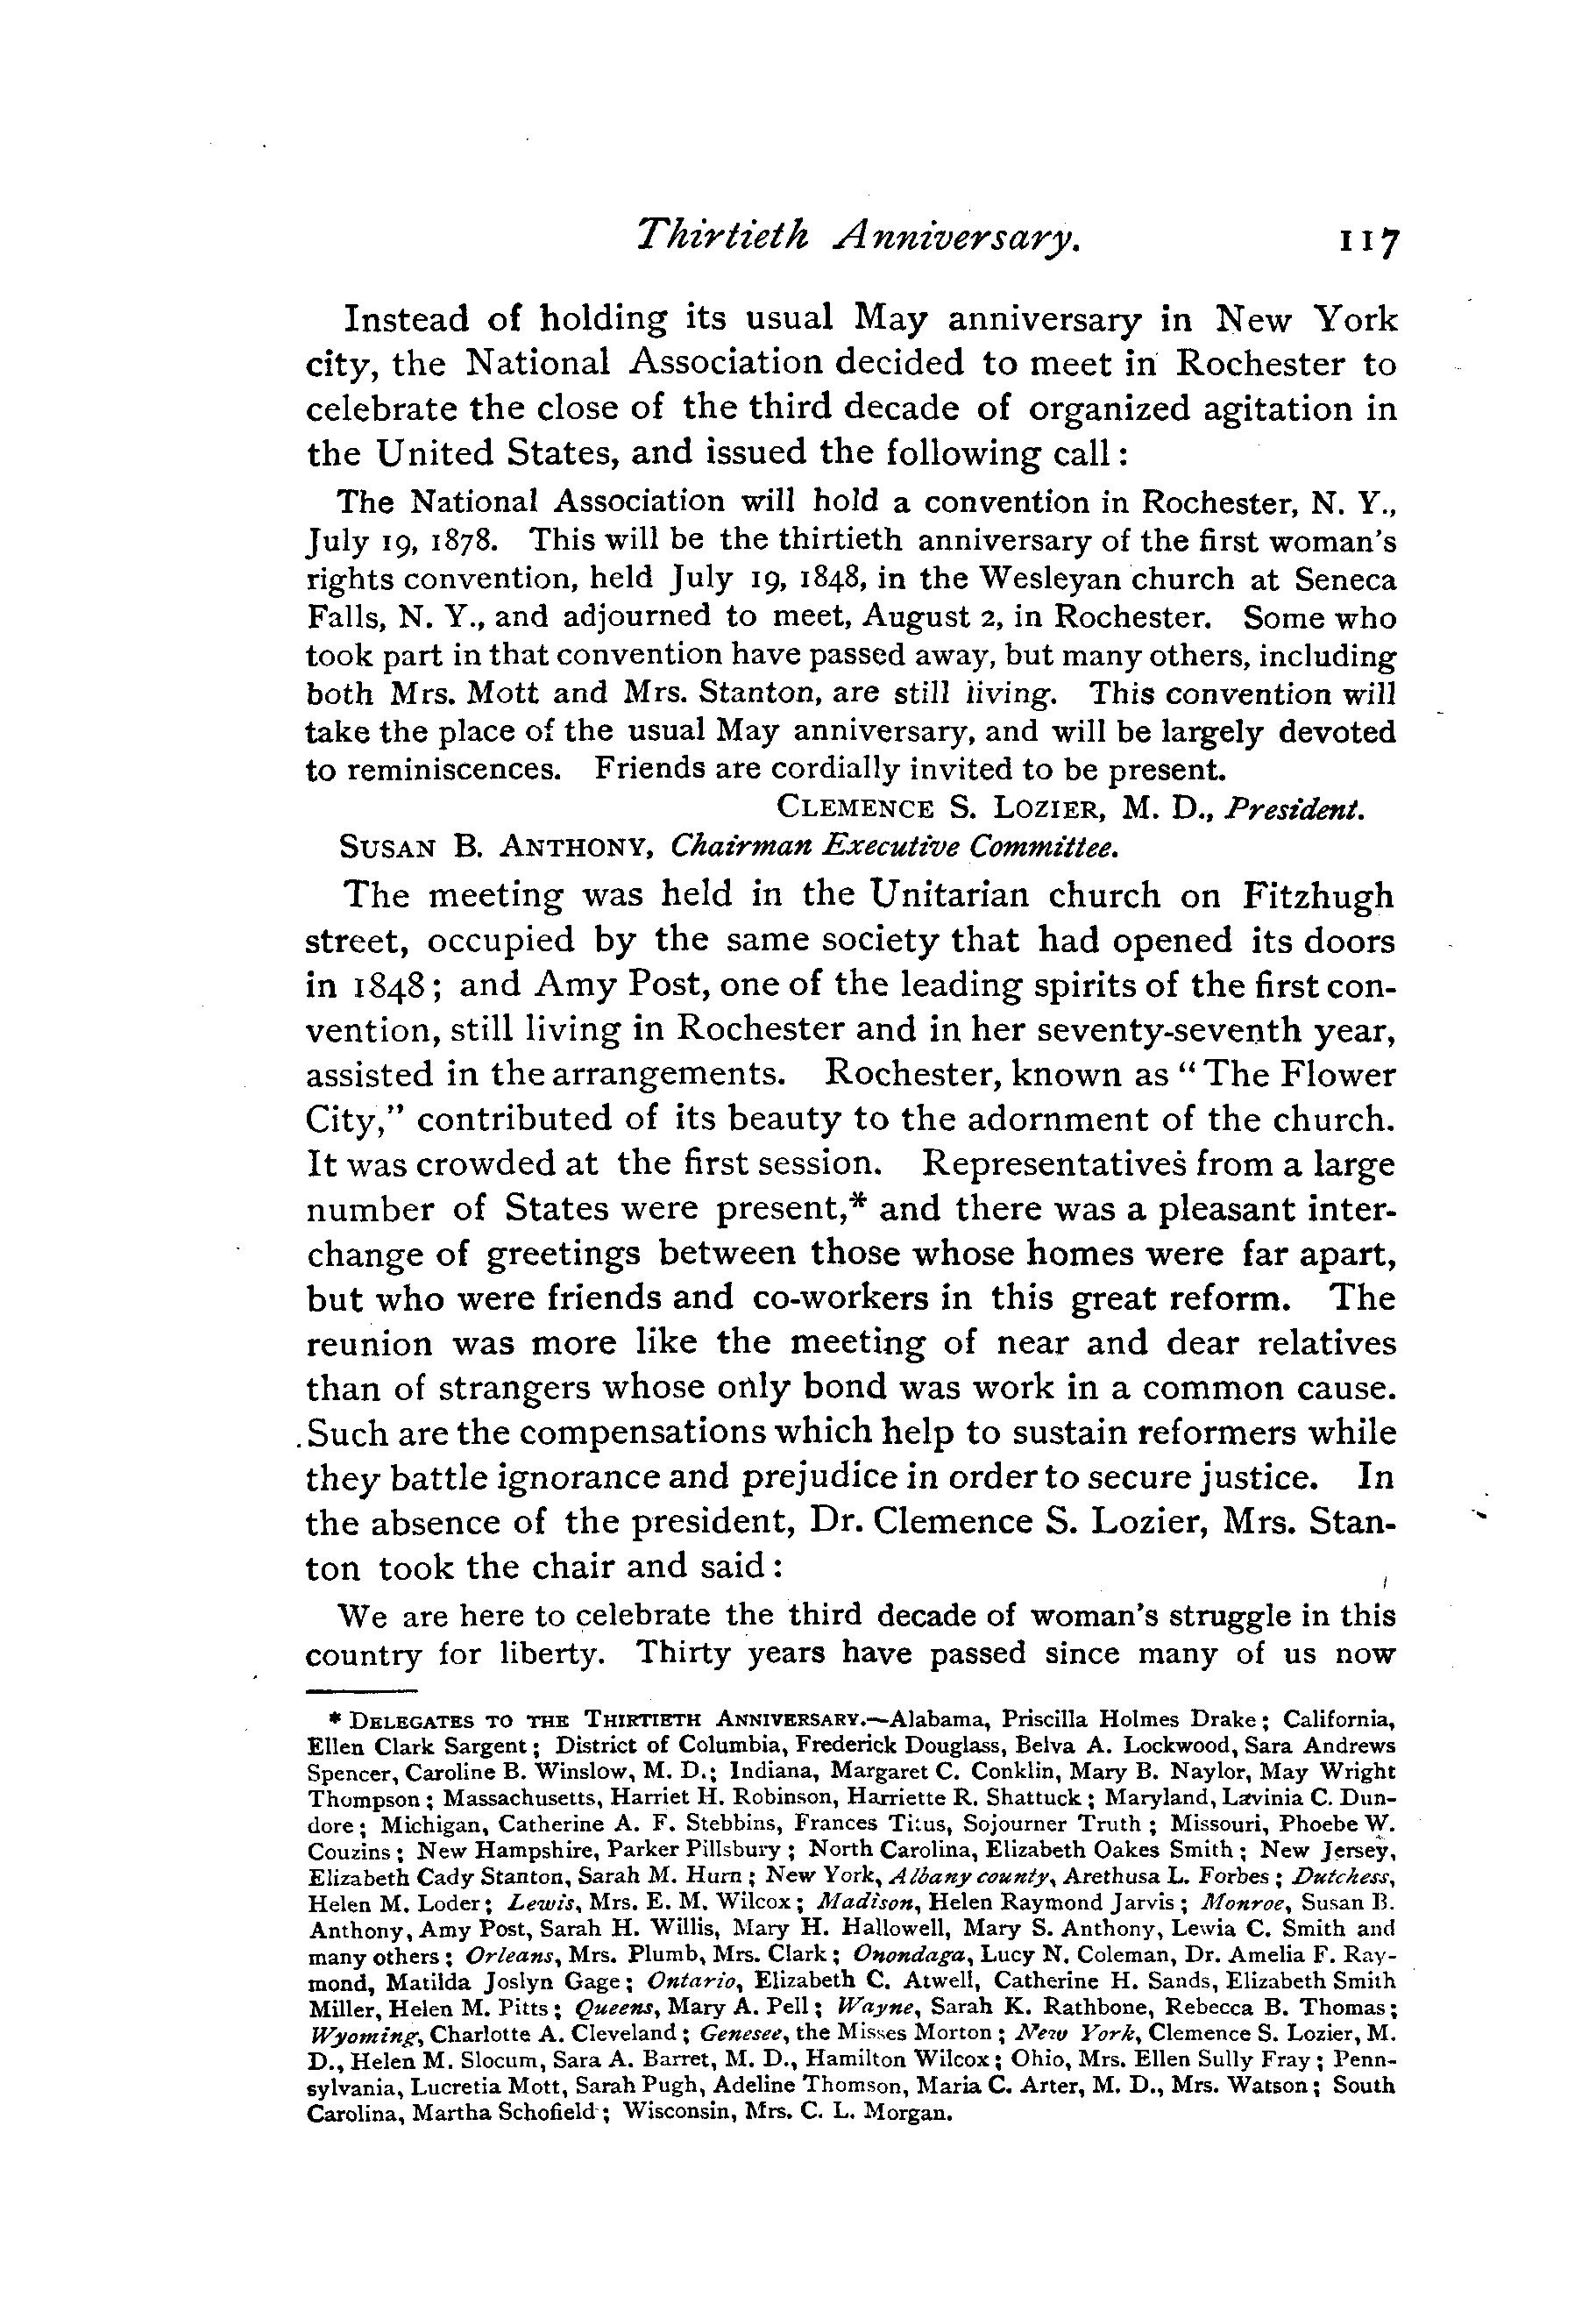 Thirtieth Anniversary. 117
Instead of holding its usual May anniversary in New York
city, the National Association decided to meet in Rochester to
celebrate the close of the third decade of organized agitation in
the United States, and issued the following call :
The National Association will hold a convention in Rochester, N. Y.,
July 19, 1878. This will be the thirtieth anniversary of the first woman's
rights convention, held July 19, 1848, in the Wesleyan church at Seneca
Falls, N. Y., and adjourned to meet, August 2, in Rochester. Some who
took part in that convention have passed away, but many others, including
both Mrs. Mott and Mrs. Stanton, are still living. This convention will
take the place of the usual May anniversary, and will be largely devoted
to reminiscences. Friends are cordially invited to be present.
CLEMENCE S. LOZIER, M. D., President.
SUSAN B. ANTHONY, Chairman Executive Committee.
The meeting was held in the Unitarian church on Fitzhugh
street, occupied by the same society that had opened its doors
in 1848 ; and Amy Post, one of the leading spirits of the first con-
vention, still living in Rochester and in her seventy-seventh year,
assisted in the arrangements. Rochester, known as “ The Flower
City,” contributed of its beauty to the adornment of the church.
It was crowded at the first session. Representatives from a large
number of States were present,* and there was a pleasant inter-
change of greetings between those whose homes were far apart,
but who were friends and co-workers in this great reform. The
reunion was more like the meeting of near and dear relatives
than of strangers whose only bond was work in a common cause.
Such are the compensations which help to sustain reformers while
they battle ignorance and prejudice in order to secure justice. In
the absence of the president, Dr. Clemence S. Lozier, Mrs. Stan-
ton took the chair and said :
We are here to celebrate the third decade of woman's struggle in this
country for liberty. Thirty years have passed since many of us now
* DELEGATES TO THE THIRTIETH ANNIVERSARY.—Alabama, Priscilla Holmes Drake ; California,
Ellen Clark Sargent ; District of Columbia, Frederick Douglass, Belva A. Lockwood, Sara Andrews
Spencer, Caroline B. Winslow, M. D.; Indiana, Margaret C. Conklin, Mary B. Naylor, May Wright
Thompson ; Massachusetts, Harriet H. Robinson, Harriette R. Shattuck ; Maryland, Lavinia C. Dun-
dore ; Michigan, Catherine A. F. Stebbins, Frances Titus, Sojourner Truth ; Missouri, Phoebe W.
Couzins ; New Hampshire, Parker Pillsbury ; North Carolina, Elizabeth Oakes Smith ; New Jersey,
Elizabeth Cady Stanton, Sarah M. Hurn ; New York, Albany county, Arethusa L. Forbes ; Dutchess,
Helen M. Loder ; Lewis, Mrs. E. M. Wilcox ; Madison, Helen Raymond Jarvis ; Monroe, Susan B.
Anthony, Amy Post, Sarah H. Willis, Mary H. Hallowell, Mary S. Anthony, Lewia C. Smith and
many others ; Orleans, Mrs. Plumb, Mrs. Clark ; Onondaga, Lucy N. Coleman, Dr. Amelia F. Ray-
mond, Matilda Joslyn Gage ; Ontario, Elizabeth C. Atwell, Catherine H. Sands, Elizabeth Smith
Miller, Helen M. Pitts ; Queens, Mary A. Pell ; Wayne, Sarah K. Rathbone, Rebecca B. Thomas ;
Wyoming, Charlotte A. Cleveland ; Genesee, the Misses Morton ; New York, Clemence S. Lozier, M.
D., Helen M. Slocum, Sara A. Barret, M. D., Hamilton Wilcox ; Ohio, Mrs. Ellen Sully Fray ; Penn-
sylvania, Lucretia Mott, Sarah Pugh, Adeline Thomson, Maria C. Arter, M. D., Mrs. Watson ; South
Carolina, Martha Schofield ; Wisconsin, Mrs. C. L. Morgan.